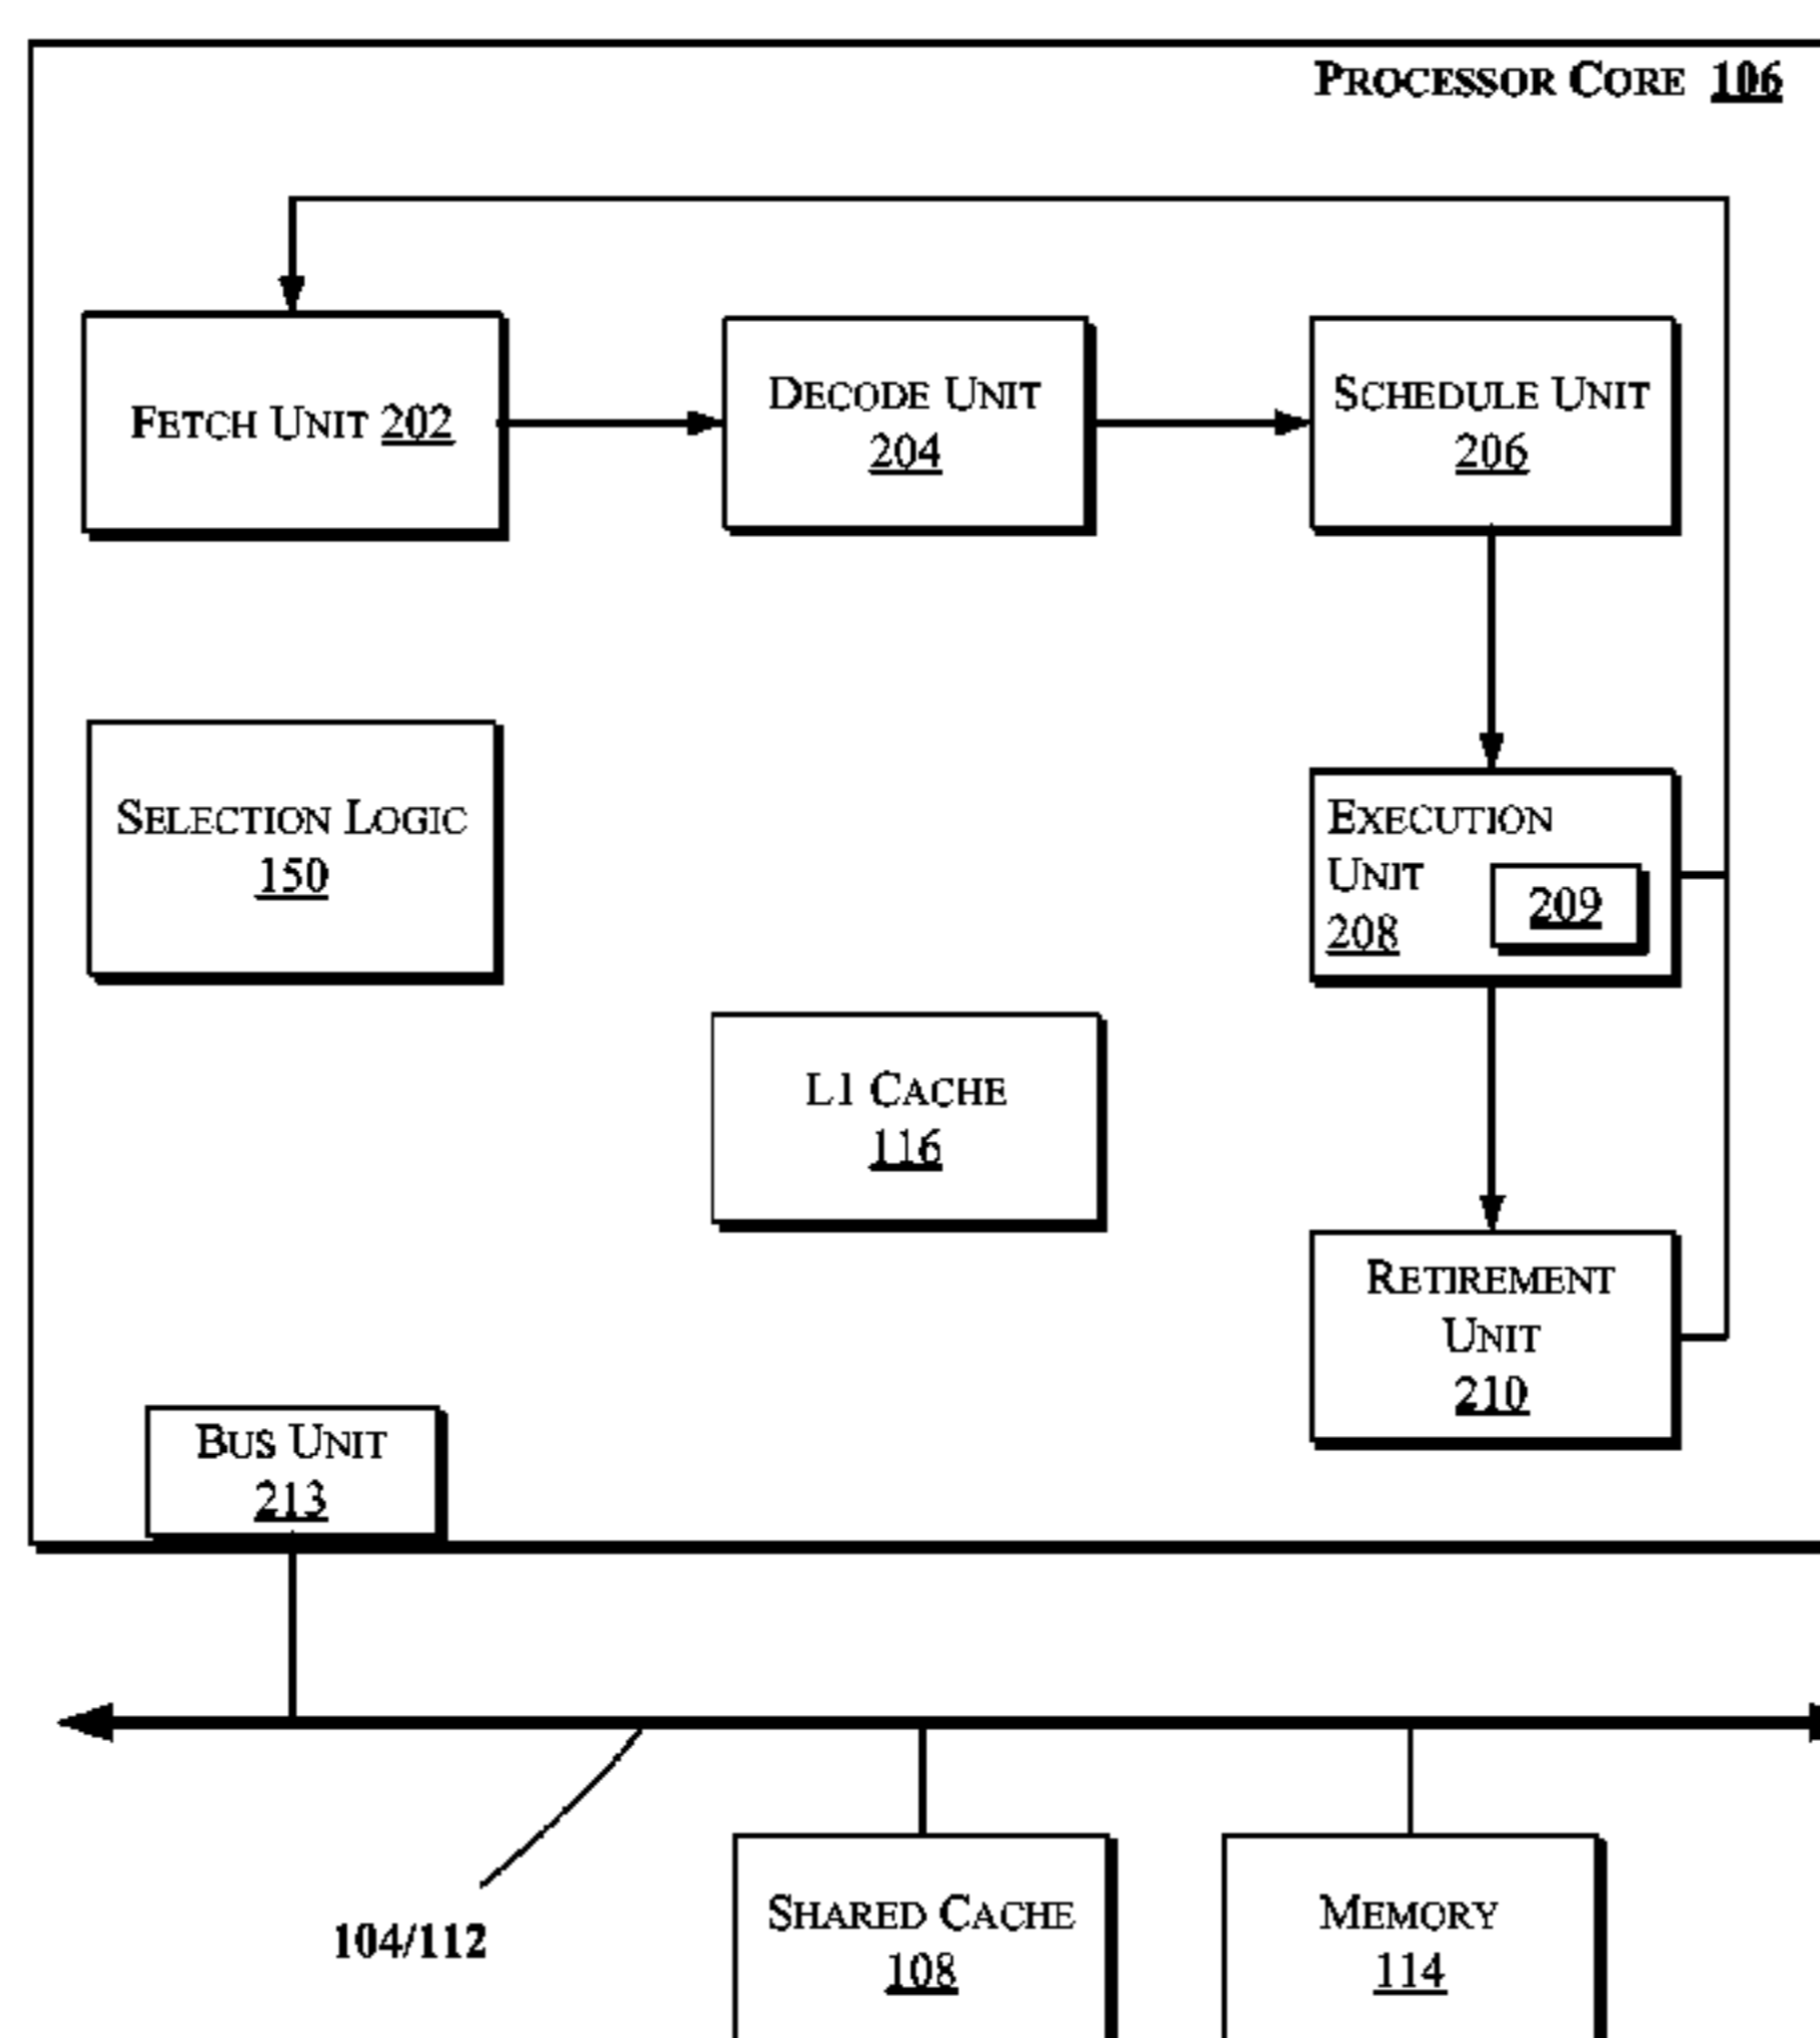 PROCESSOR CORE 106
FETCH UNIT 202
DECODE UNIT
204
SCHEDULE UNIT
206
SELECTION LOGIC
150
EXECUTION
UNIT
208
209
L1 CACHE
116
RETIREMENT
UNIT
210
BUS UNIT
213
104/112
SHARED CACHE
108
MEMORY
114